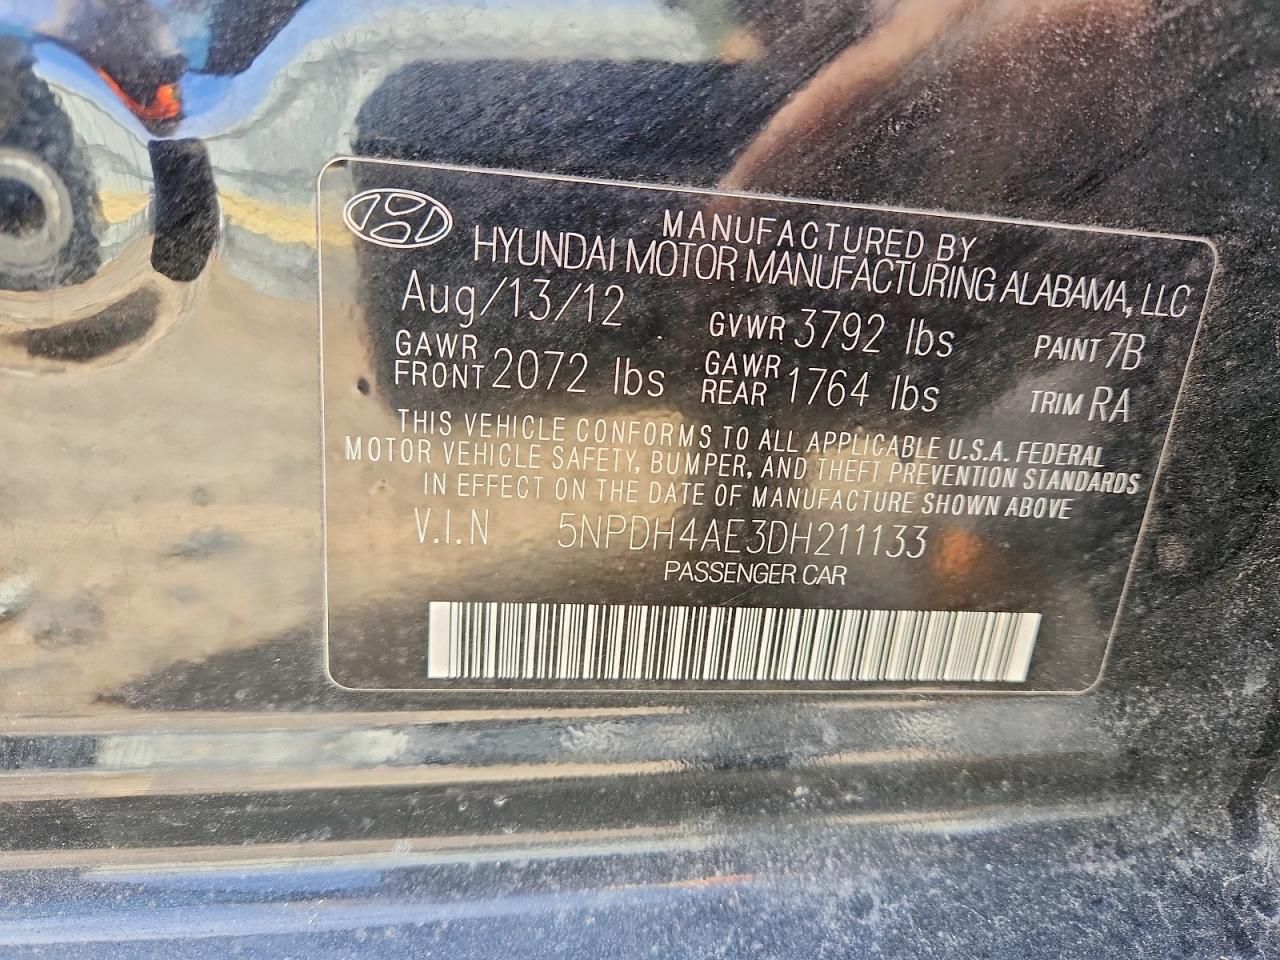 MANUFACTURED BY
HYUNDAI MOTOR MANUFACTURING ALABAMA, LLC
Aug/13/12 GVWR 3792 lbs PAINT 7B
GAWR FRONT 2072 lbs GAWR REAR 1764 lbs TRIM RA
THIS VEHICLE CONFORMS TO ALL APPLICABLE U.S.A. FEDERAL
MOTOR VEHICLE SAFETY, BUMPER, AND THEFT PREVENTION STANDARDS
IN EFFECT ON THE DATE OF MANUFACTURE SHOWN ABOVE
V.I.N 5NPDH4AE3DH211133
PASSENGER CAR